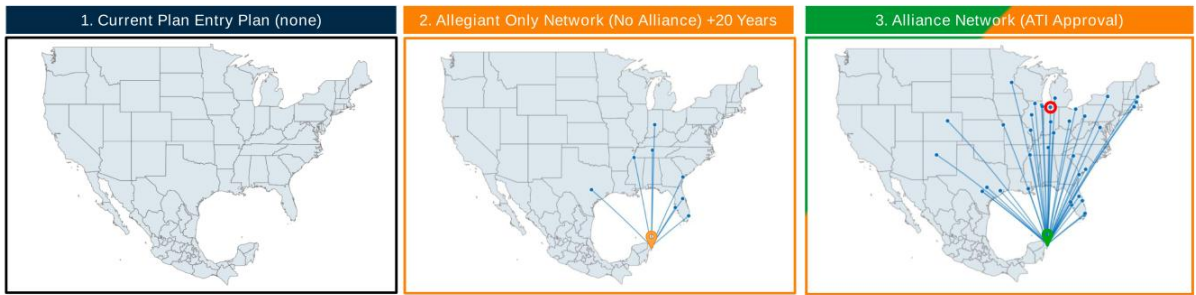 1. Current Plan Entry Plan (none)
2. Allegiant Only Network (No Alliance) +20 Years
3. Alliance Network (ATI Approval)